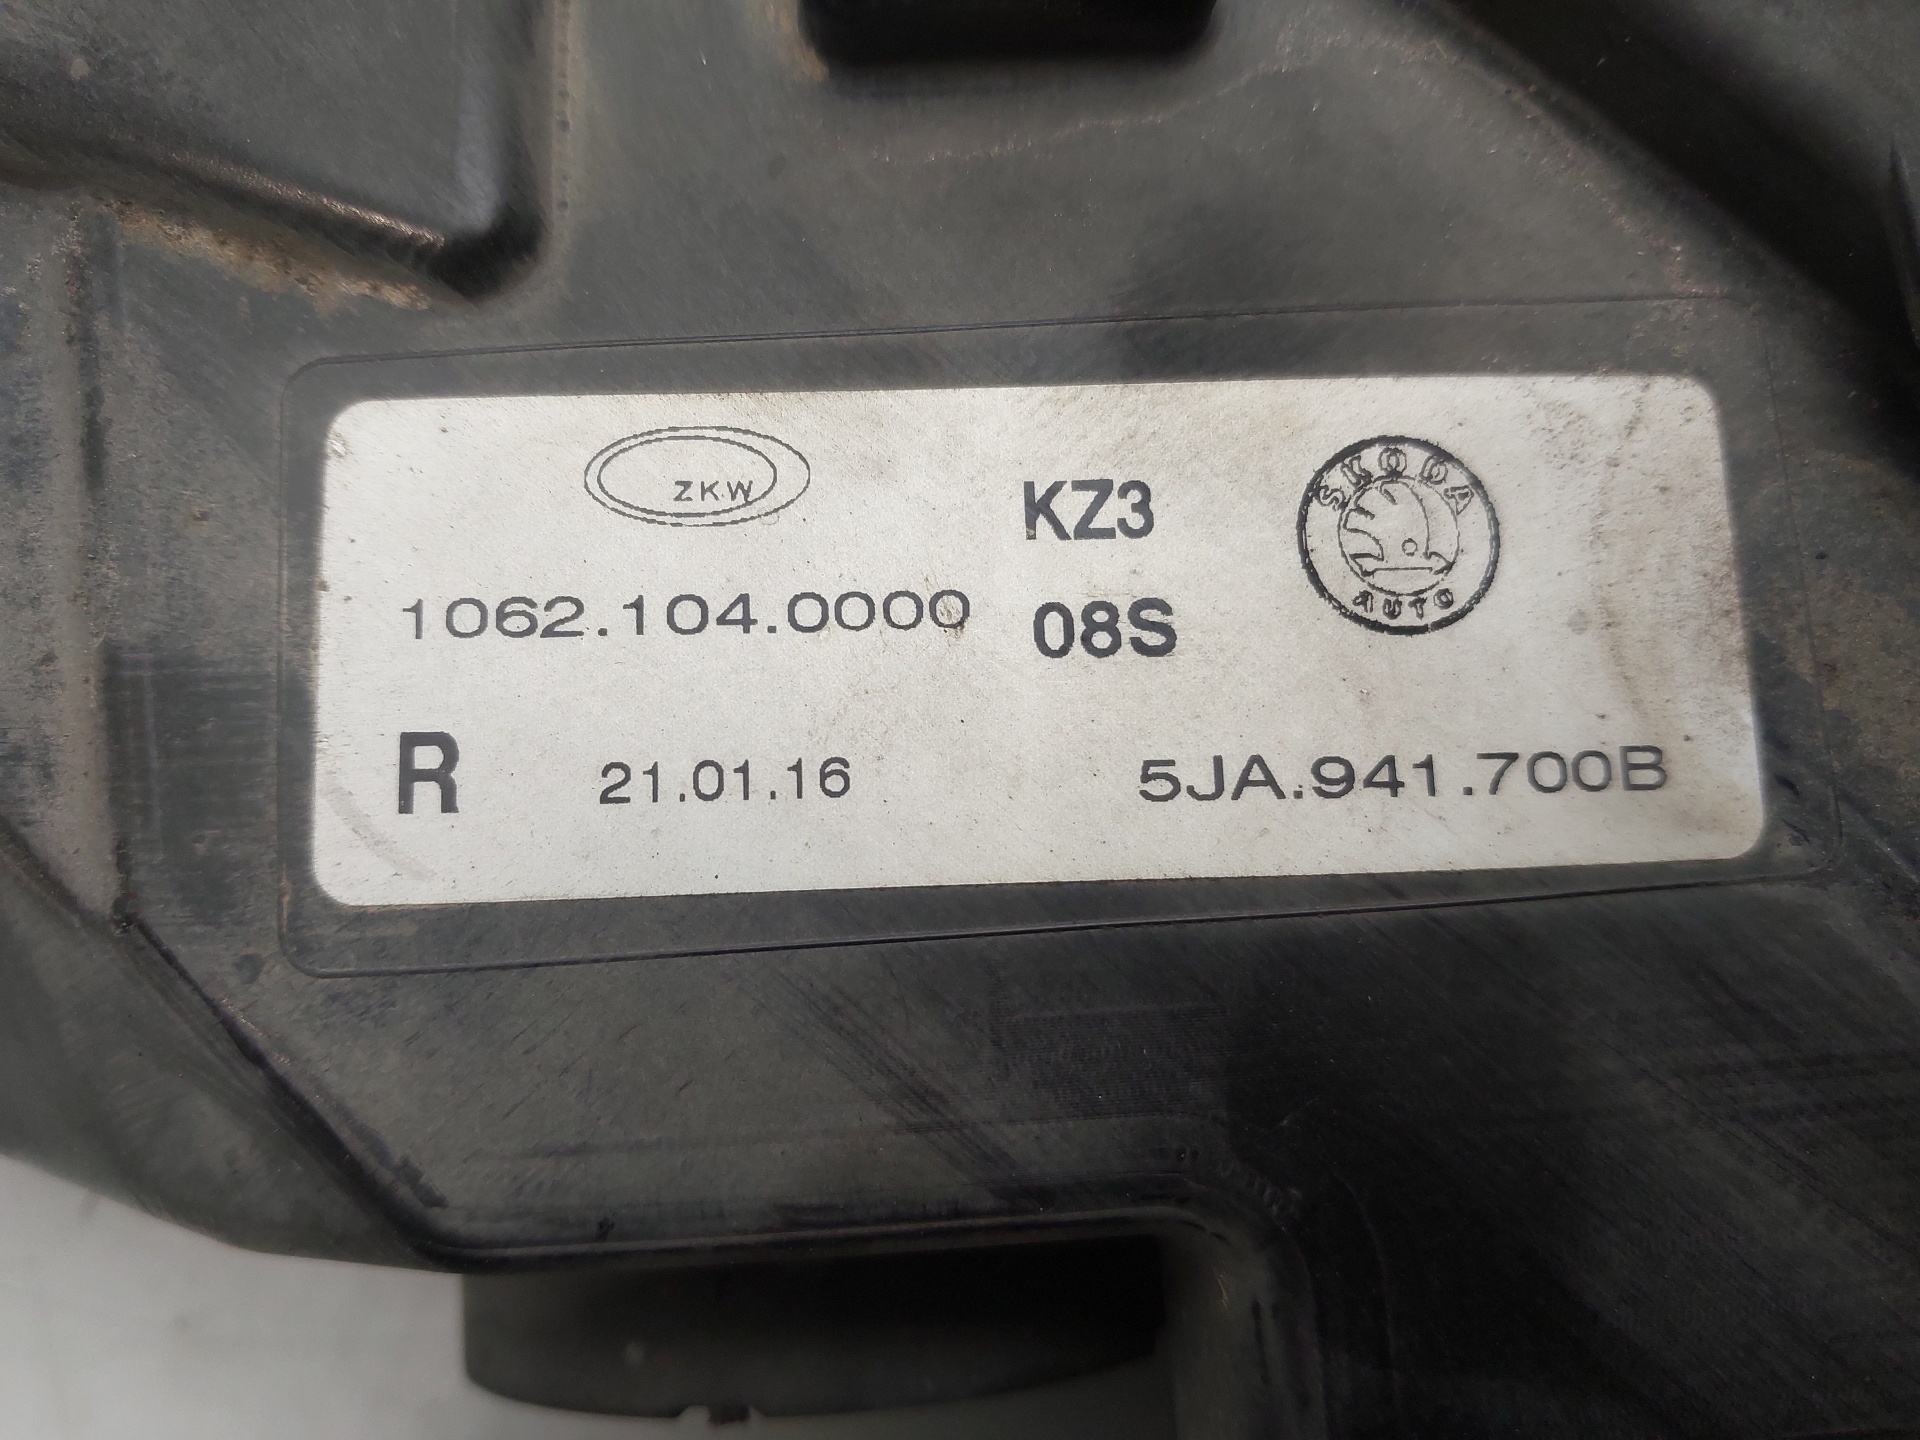 ZKW
KZ3
SKODA
AUTO
1062.104.0000
08S
R
21.01.16
5JA.941.700B